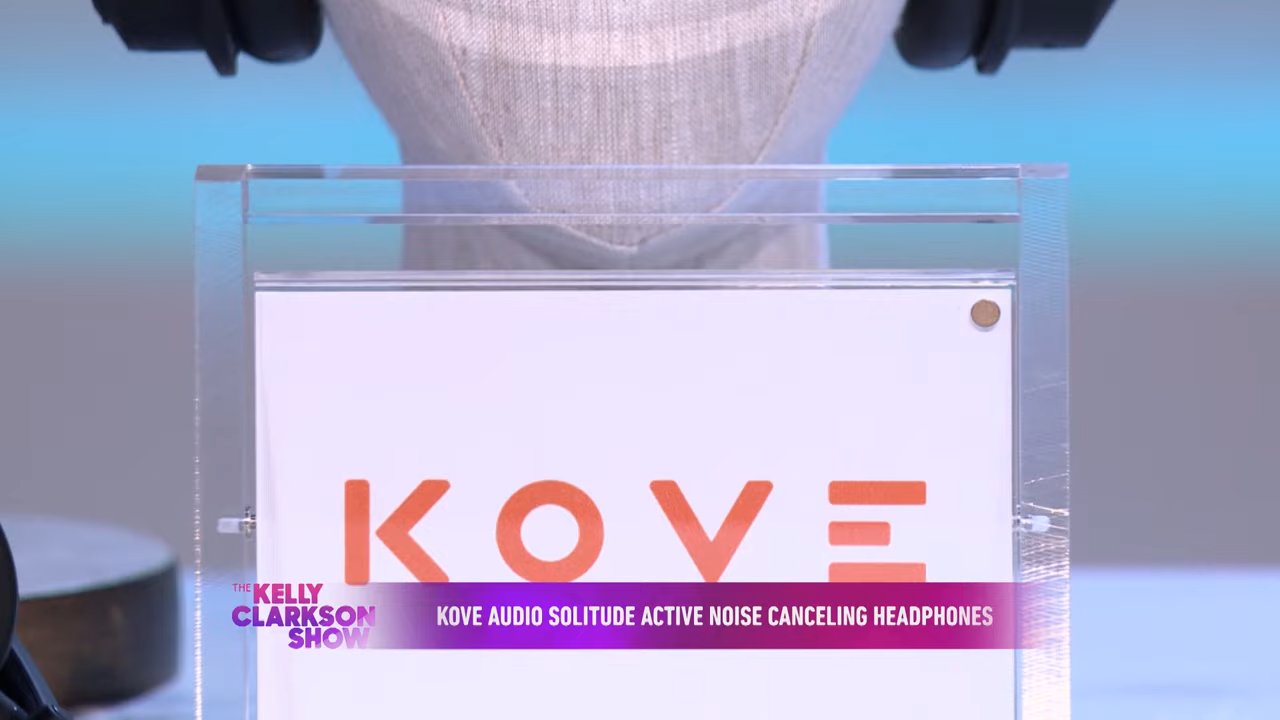 KOVE
THE KELLY
CLARKSON
SHOW
KOVE AUDIO SOLITUDE ACTIVE NOISE CANCELING HEADPHONES